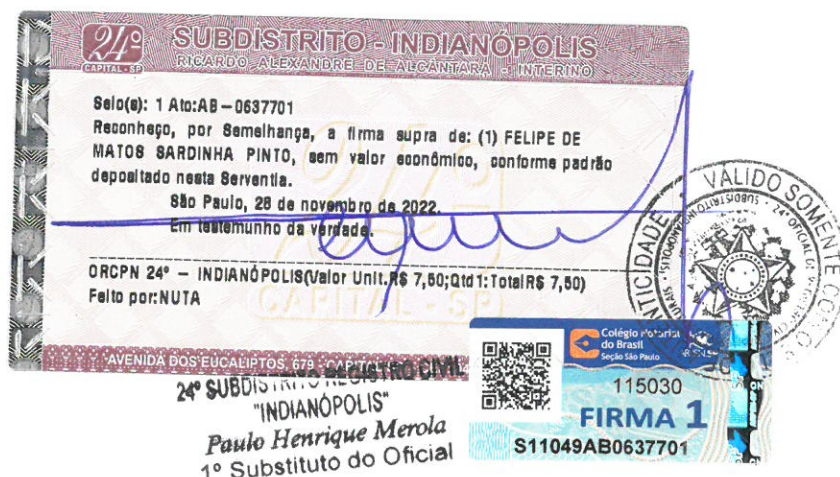 24º
CAPITAL - SP
SUBDISTRITO - INDIANÓPOLIS
RICARDO ALEXANDRE DE ALCÂNTARA - INTERINO
Selo(s): 1 Ato:AB-0637701
Reconheço, por Semelhança, a firma supra de: (1) FELIPE DE
MATOS SARDINHA PINTO, sem valor econômico, conforme padrão
depositado nesta Serventia.
São Paulo, 28 de novembro de 2022.
Em testemunho da verdade.
ORCPN 24º - INDIANÓPOLIS(Valor Unit.R$ 7,50;Qtd1:TotalR$ 7,50)
Feito por:NUTA
CAPITAL - SP
AVENIDA DOS EUCALIPTOS, 679
24º SUBDISTRITO REGISTRO CIVIL
"INDIANÓPOLIS"
Paulo Henrique Merola
1º Substituto do Oficial
VALIDO SOMENTE COM O
Colégio Notarial
do Brasil
Seção São Paulo
115030
FIRMA 1
S11049AB0637701